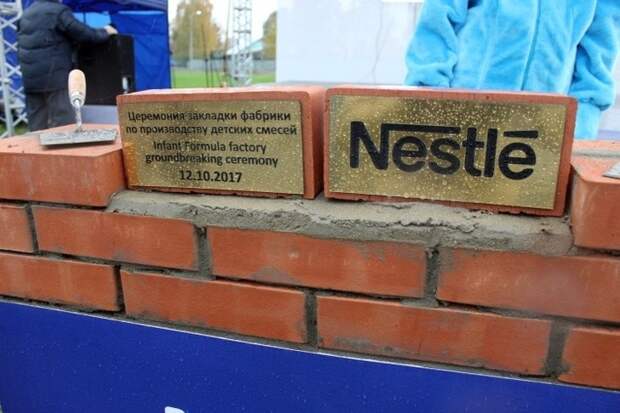 Церемония закладки фабрики
по производству детских смесей
Infant Formula factory
groundbreaking ceremony
12.10.2017
Nestlé